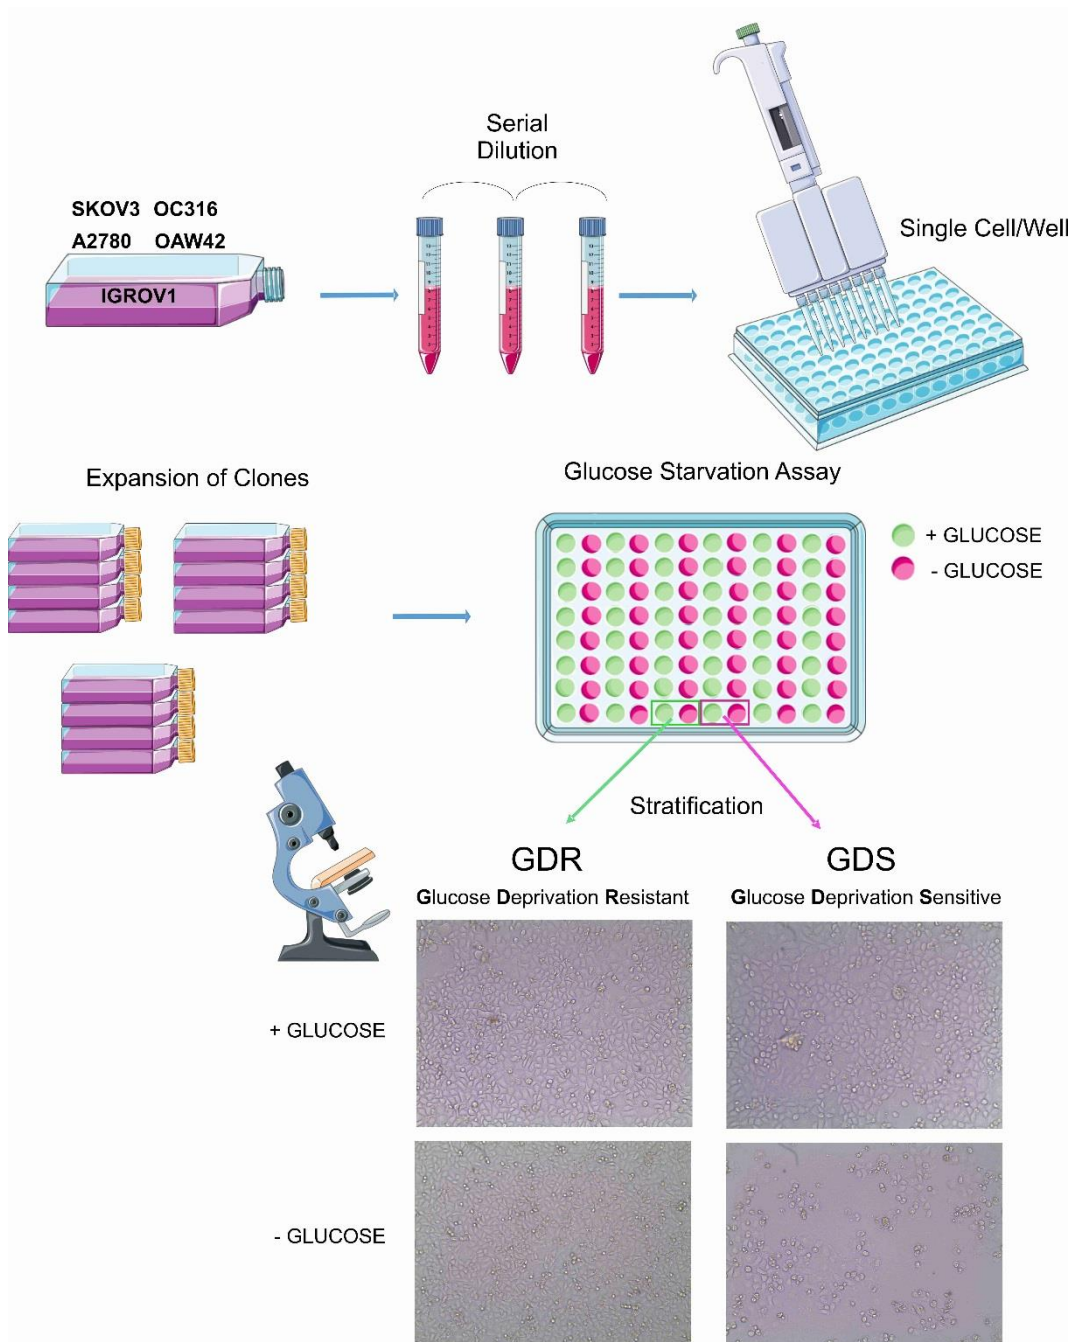 Serial
Dilution
SKOV3 OC316
A2780 OAW42
IGROV1
Single Cell/Well
Expansion of Clones
Glucose Starvation Assay
+ GLUCOSE
- GLUCOSE
Stratification
GDR
GDS
Glucose Deprivation Resistant
Glucose Deprivation Sensitive
+ GLUCOSE
- GLUCOSE